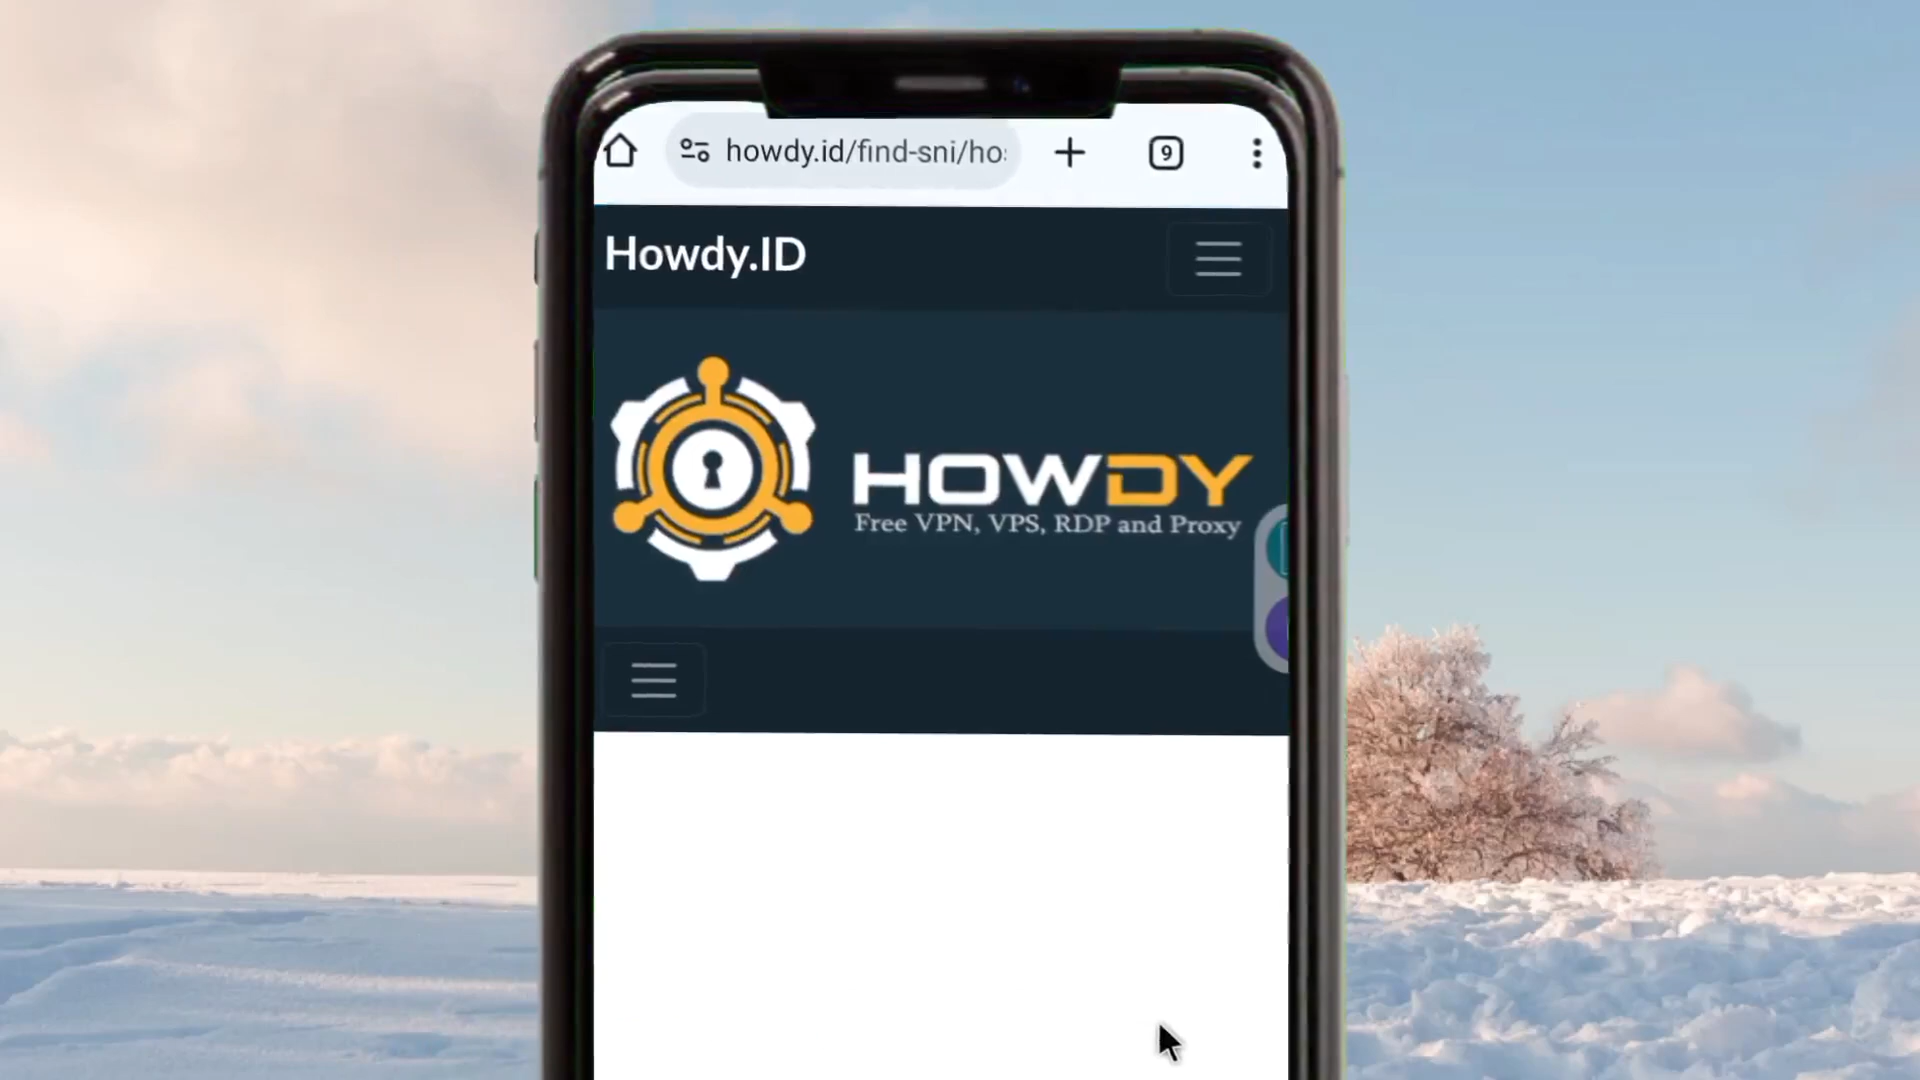 howdy.id/find-sni/ho
9
Howdy.ID
HOWDY
Free VPN, VPS, RDP and Proxy